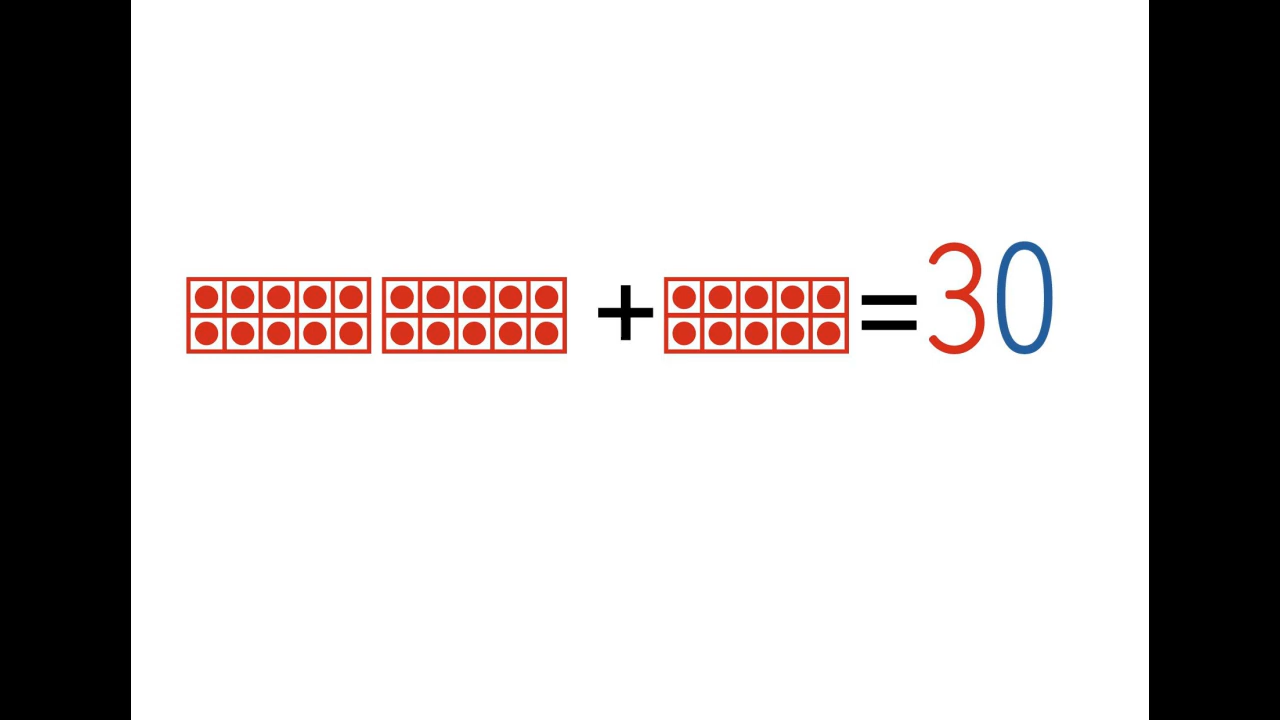 + = 30